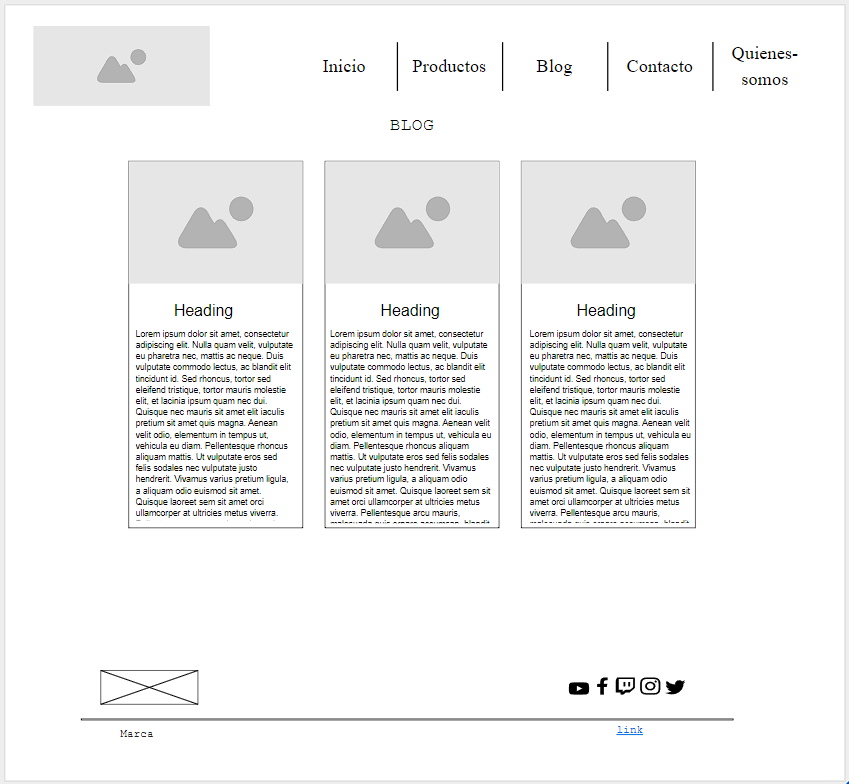 Inicio
Productos
Blog
Contacto
Quienes-
somos
BLOG
Heading
Lorem ipsum dolor sit amet, consectetur
adipiscing elit. Nulla quam velit, vulputate
eu pharetra nec, mattis ac neque. Duis
vulputate commodo lectus, ac blandit elit
tincidunt id. Sed rhoncus, tortor sed
eleifend tristique, tortor mauris molestie
elit, et lacinia ipsum quam nec dui.
Quisque nec mauris sit amet elit iaculis
pretium sit amet quis magna. Aenean
velit odio, elementum in tempus ut,
vehicula eu diam. Pellentesque rhoncus
aliquam mattis. Ut vulputate eros sed
felis sodales nec vulputate justo
hendrerit. Vivamus varius pretium ligula,
a aliquam odio euismod sit amet.
Quisque laoreet sem sit amet orci
ullamcorper at ultricies metus viverra.
Heading
Lorem ipsum dolor sit amet, consectetur
adipiscing elit. Nulla quam velit, vulputate
eu pharetra nec, mattis ac neque. Duis
vulputate commodo lectus, ac blandit elit
tincidunt id. Sed rhoncus, tortor sed
eleifend tristique, tortor mauris molestie
elit, et lacinia ipsum quam nec dui.
Quisque nec mauris sit amet elit iaculis
pretium sit amet quis magna. Aenean velit
odio, elementum in tempus ut, vehicula eu
diam. Pellentesque rhoncus aliquam
mattis. Ut vulputate eros sed felis sodales
nec vulputate justo hendrerit. Vivamus
varius pretium ligula, a aliquam odio
euismod sit amet. Quisque laoreet sem sit
amet orci ullamcorper at ultricies metus
viverra. Pellentesque arcu mauris,
malesuada quis ornare accumsan, blandit
Heading
Lorem ipsum dolor sit amet, consectetur
adipiscing elit. Nulla quam velit, vulputate
eu pharetra nec, mattis ac neque. Duis
vulputate commodo lectus, ac blandit elit
tincidunt id. Sed rhoncus, tortor sed
eleifend tristique, tortor mauris molestie
elit, et lacinia ipsum quam nec dui.
Quisque nec mauris sit amet elit iaculis
pretium sit amet quis magna. Aenean velit
odio, elementum in tempus ut, vehicula eu
diam. Pellentesque rhoncus aliquam
mattis. Ut vulputate eros sed felis sodales
nec vulputate justo hendrerit. Vivamus
varius pretium ligula, a aliquam odio
euismod sit amet. Quisque laoreet sem sit
amet orci ullamcorper at ultricies metus
viverra. Pellentesque arcu mauris,
malesuada quis ornare accumsan, blandit
Marca
link